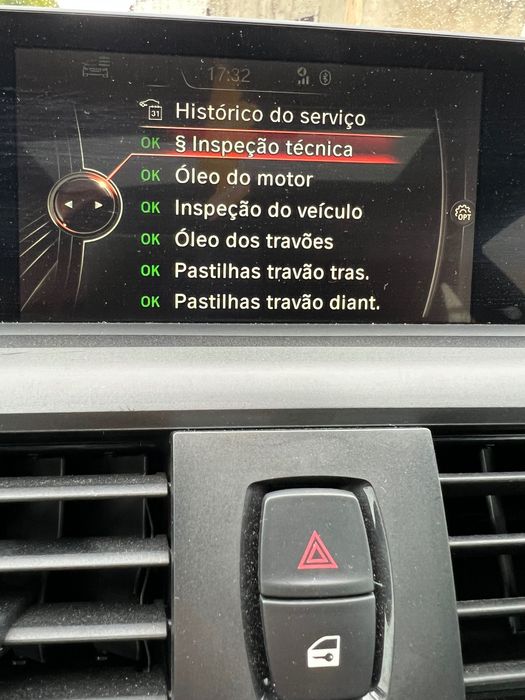 17:32
31 Histórico do serviço
OK § Inspeção técnica
OK Óleo do motor
OK Inspeção do veículo
OPT
OK Óleo dos travões
OK Pastilhas travão tras.
OK Pastilhas travão diant.